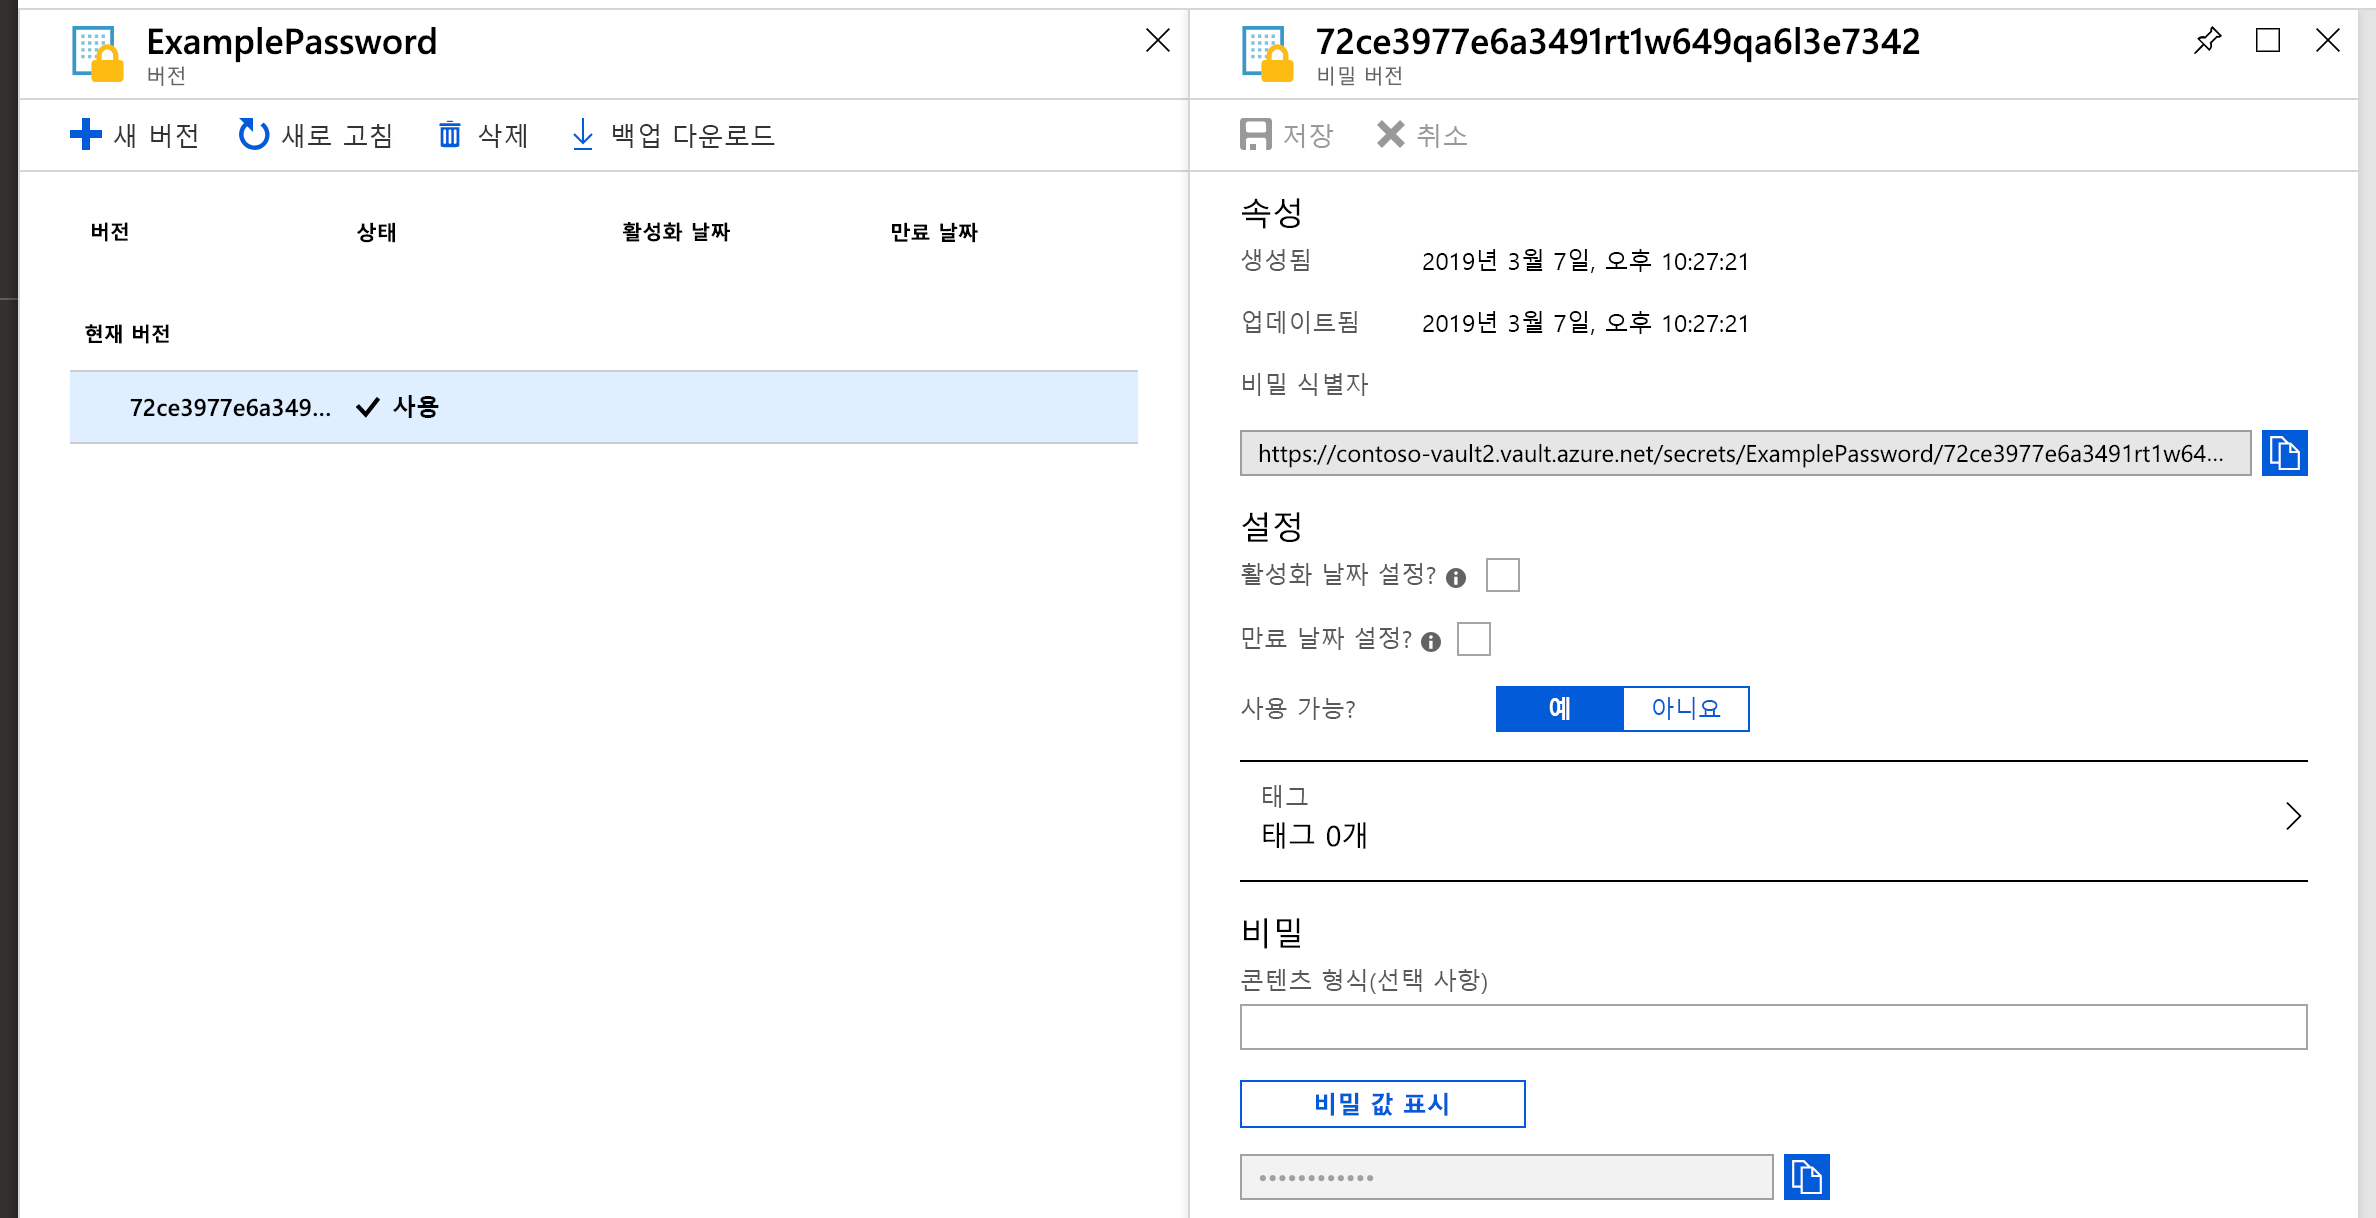 ExamplePassword
버전
새 버전
새로 고침
삭제
백업 다운로드
버전
상태
활성화 날짜
만료 날짜
현재 버전
72ce3977e6a349...
사용
72ce3977e6a3491rt1w649qa6l3e7342
비밀 버전
저장
취소
속성
생성됨
2019년 3월 7일, 오후 10:27:21
업데이트됨
2019년 3월 7일, 오후 10:27:21
비밀 식별자
https://contoso-vault2.vault.azure.net/secrets/ExamplePassword/72ce3977e6a3491rt1w64...
설정
활성화 날짜 설정?
만료 날짜 설정?
사용 가능?
예
아니요
태그
태그 0개
비밀
콘텐츠 형식(선택 사항)
비밀 값 표시
••••••••••••